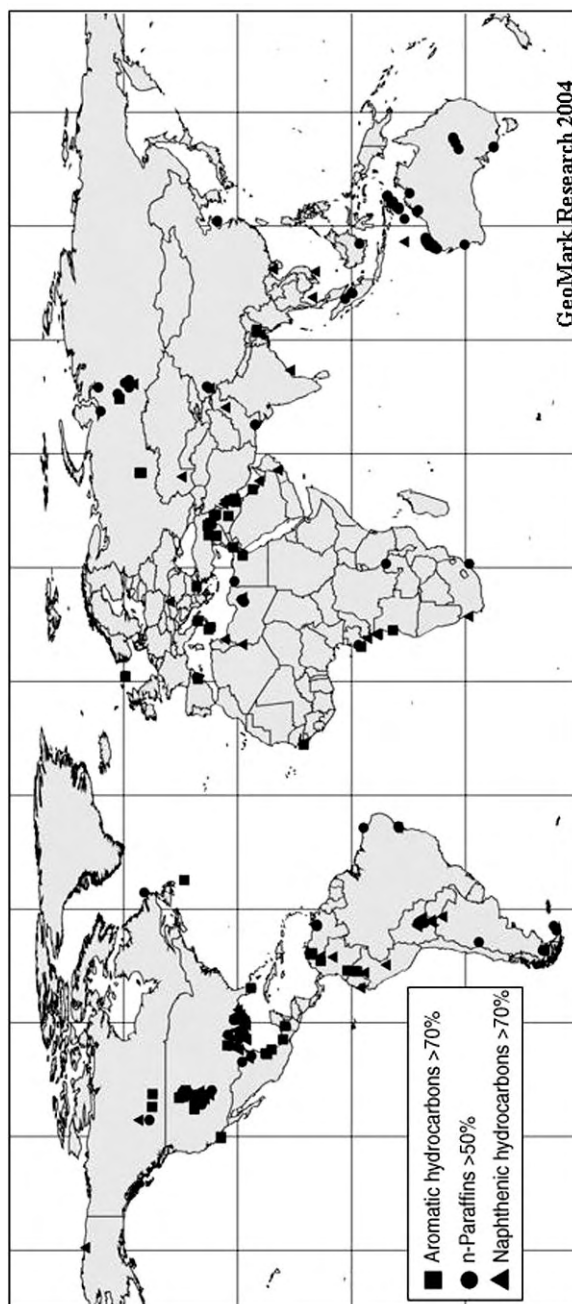 Aromatic hydrocarbons >70%
n-Paraffins >50%
Naphthenic hydrocarbons >70%
GeoMark Research 2004